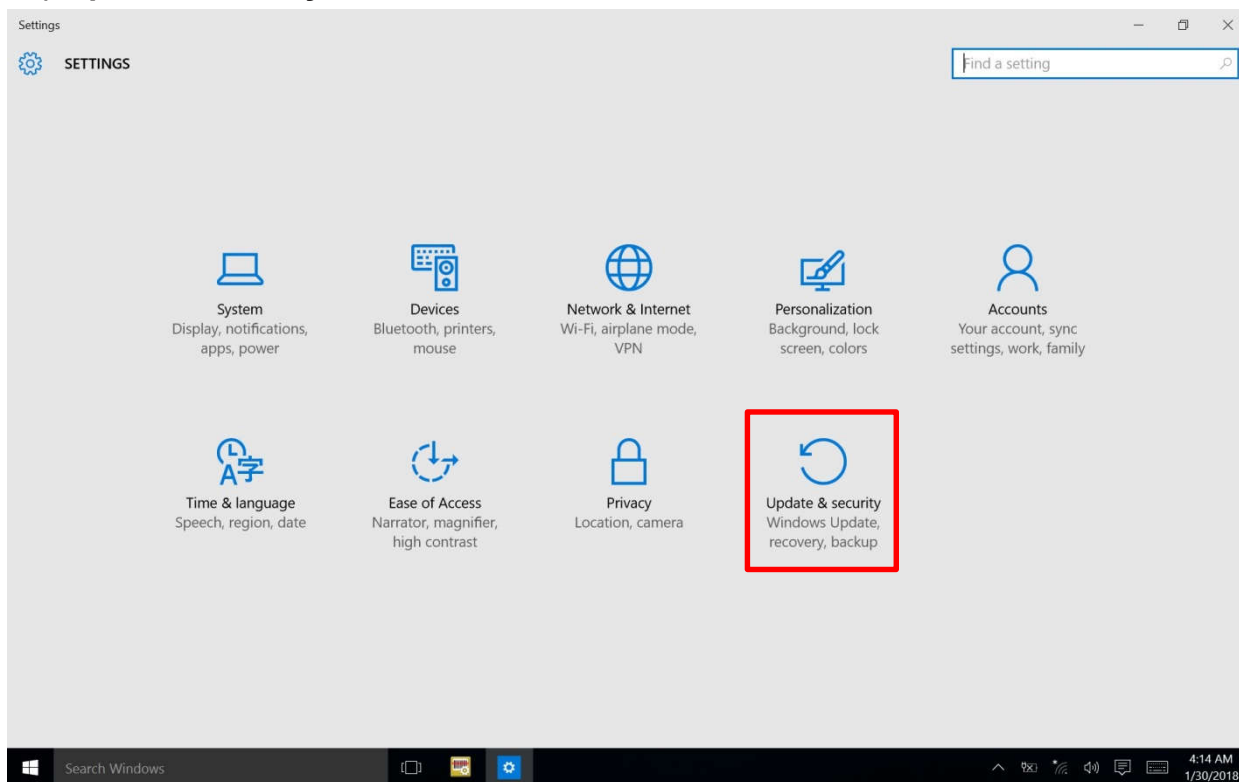 Settings
SETTINGS
Find a setting
System
Display, notifications,
apps, power
Devices
Bluetooth, printers,
mouse
Network & Internet
Wi-Fi, airplane mode,
VPN
Personalization
Background, lock
screen, colors
Accounts
Your account, sync
settings, work, family
Time & language
Speech, region, date
Ease of Access
Narrator, magnifier,
high contrast
Privacy
Location, camera
Update & security
Windows Update,
recovery, backup
Search Windows
4:14 AM
1/30/2018